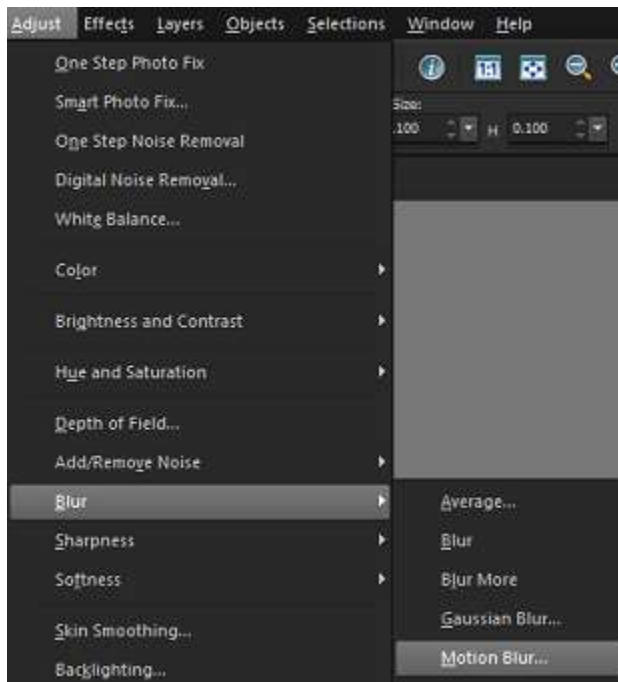 Adjust Effects Layers Objects Selections Window Help
One Step Photo Fix
Smart Photo Fix...
Size:
.100 H 0.100
One Step Noise Removal
Digital Noise Removal...
White Balance...
Color
Brightness and Contrast
Hue and Saturation
Depth of Field...
Add/Remove Noise
Blur
Average...
Sharpness
Blur
Softness
Blur More
Gaussian Blur...
Skin Smoothing...
Motion Blur...
Backlighting...